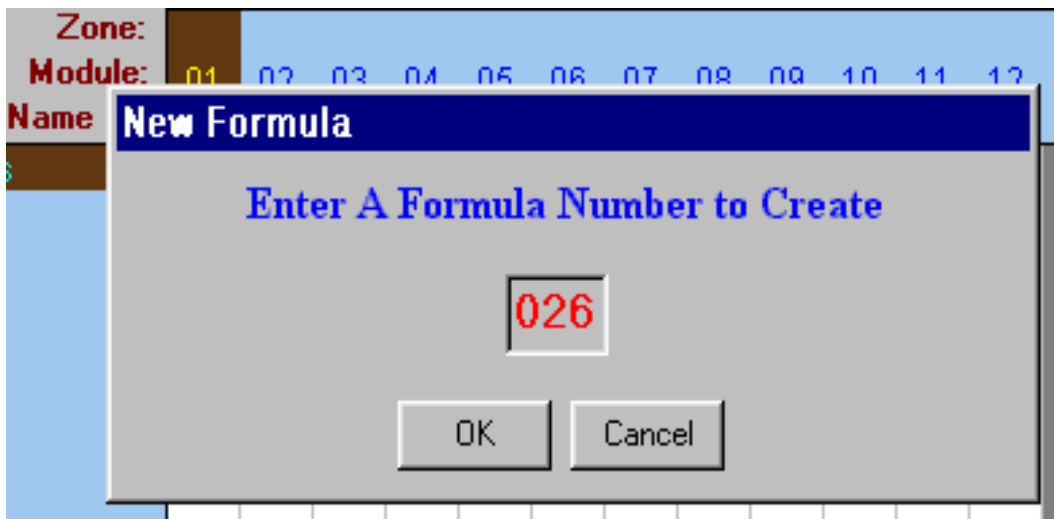 Zone:
Module: 01 02 03 04 05 06 07 08 09 10 11 12
Name
New Formula
Enter A Formula Number to Create
026
OK Cancel